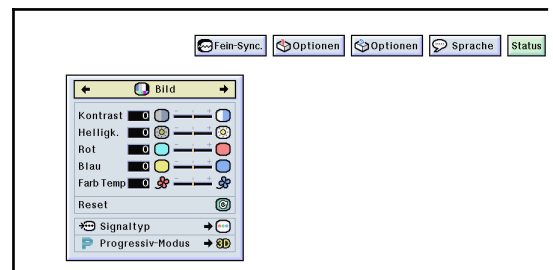 Fein-Sync. Optionen Optionen Sprache Status
Bild
Kontrast 0
Helligk. 0
Rot 0
Blau 0
Farb Temp 0
Reset
Signaltyp
P Progressiv-Modus 3D